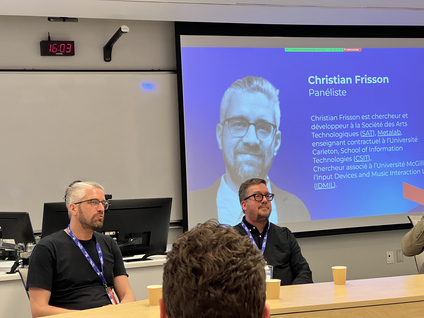 16:03
Christian Frisson
Panéliste
Christian Frisson est chercheur et
développeur à la Société des Arts
Technologiques (SAT), Metalab,
enseignant contractuel à l'Université
Carleton, School of Information
Technologies (CSIT).
Chercheur associé à l'Université McGill
l'Input Devices and Music Interaction L
(IDMIL).